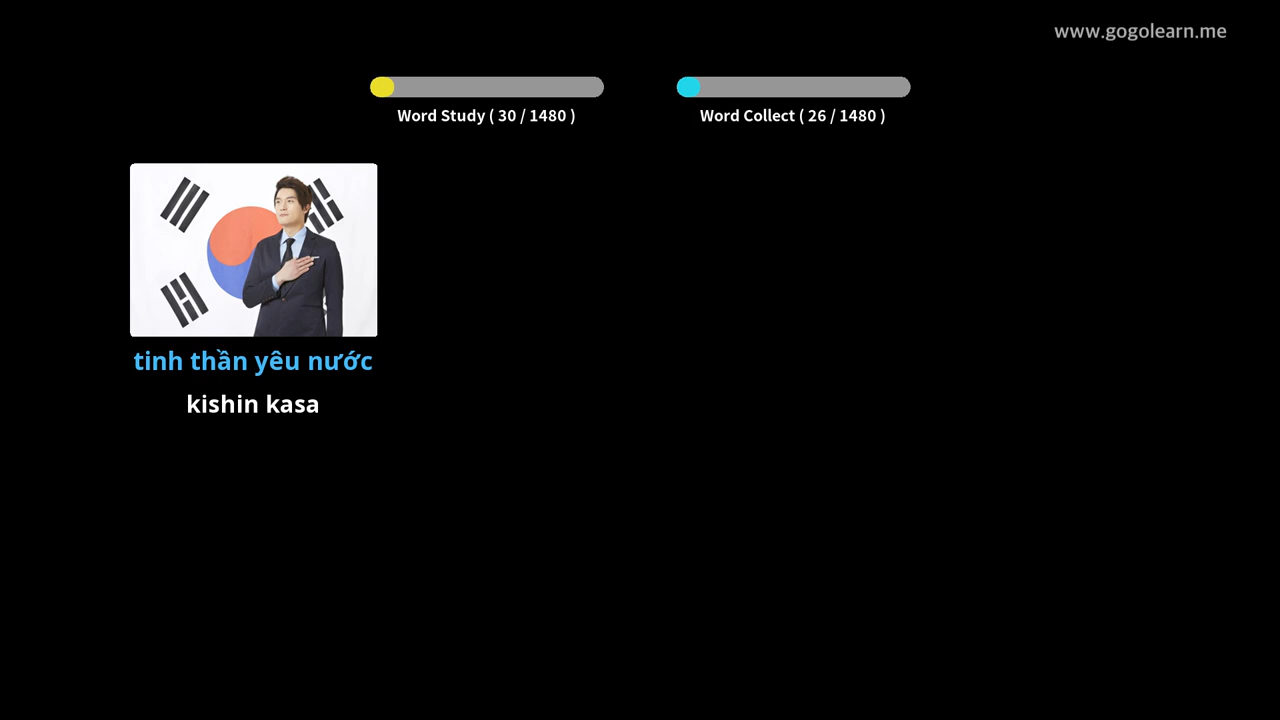 www.gogolearn.me
Word Study ( 30 / 1480 )
Word Collect ( 26 / 1480 )
tinh thần yêu nước
kishin kasa